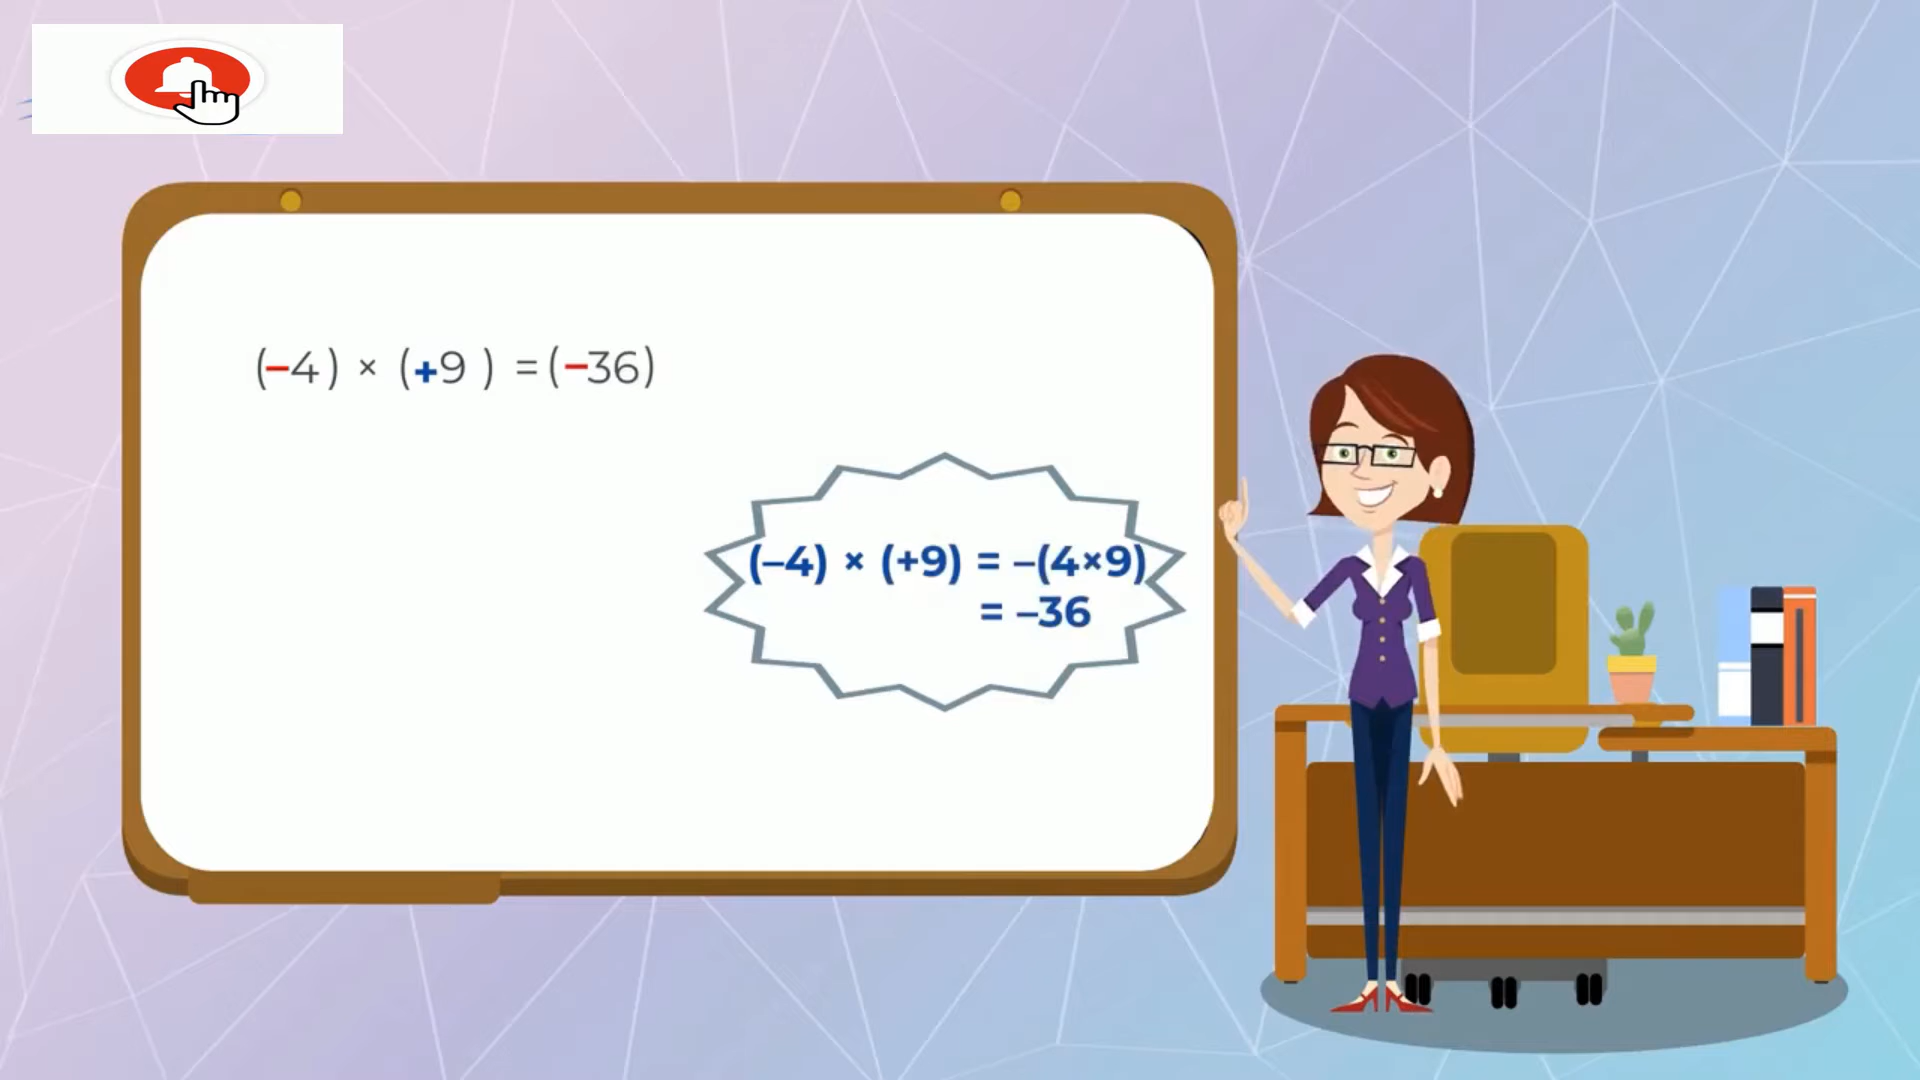 (–4) × (+9 ) =(–36)
(–4) × (+9) = –(4×9)
= –36